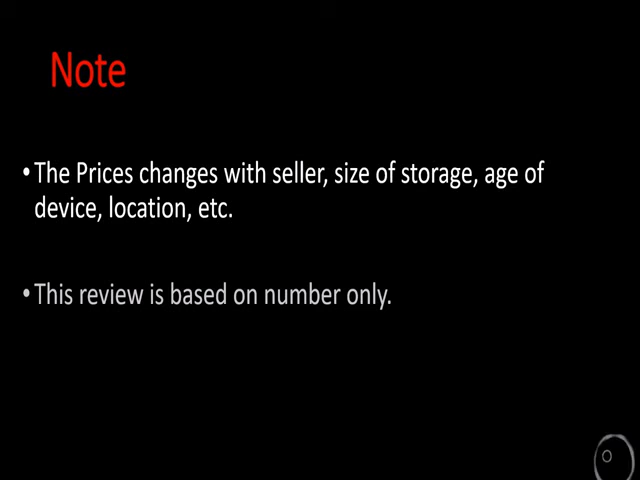 Note
•The Prices changes with seller, size of storage, age of
device, location, etc.
•This review is based on number only.